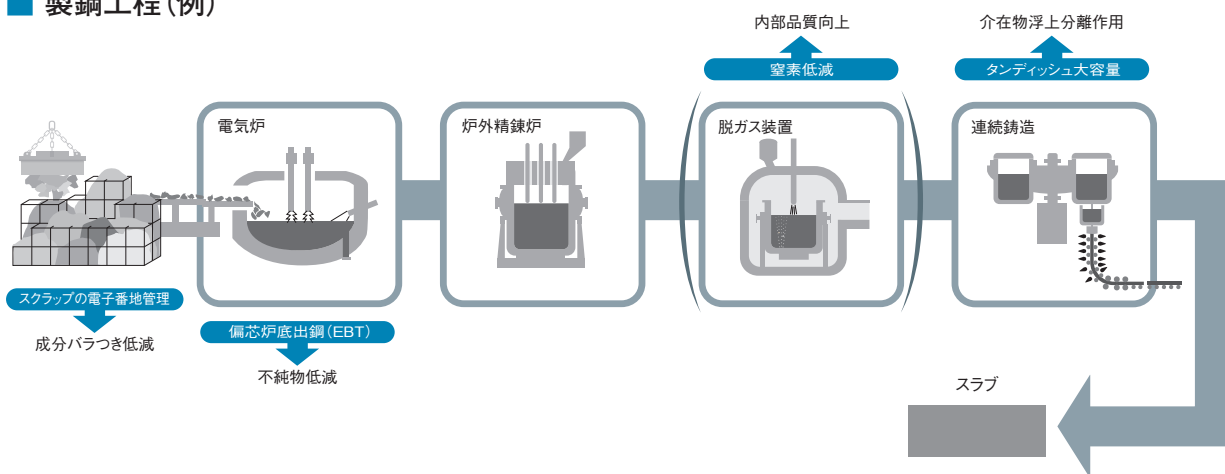 ■ 製鋼工程（例）
内部品質向上
窒素低減
介在物浮上分離作用
タンディッシュ大容量
電気炉
炉外精錬炉
脱ガス装置
連続鋳造
スクラップの電子番地管理
成分バラつき低減
偏芯炉底出鋼（EBT）
不純物低減
スラブ